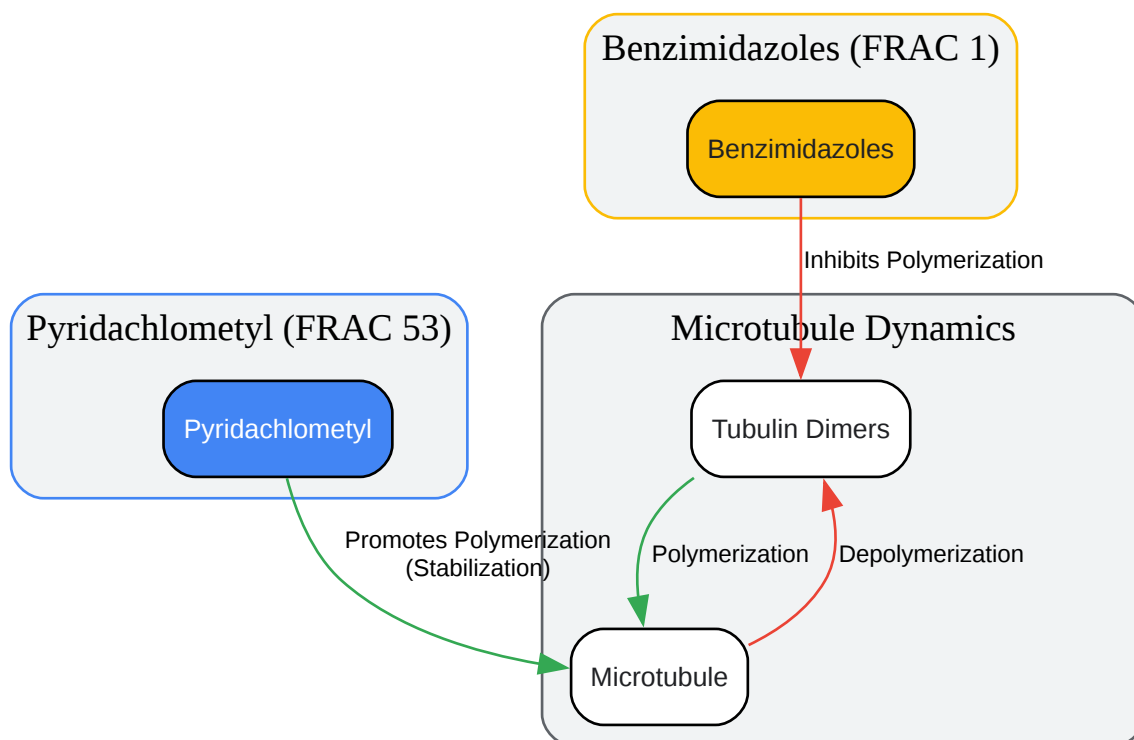 Benzimidazoles (FRAC 1)
Benzimidazoles
Inhibits Polymerization
Pyridachlometyl (FRAC 53)
Pyridachlometyl
Microtubule Dynamics
Tubulin Dimers
Promotes Polymerization
(Stabilization)
Polymerization
Depolymerization
Microtubule